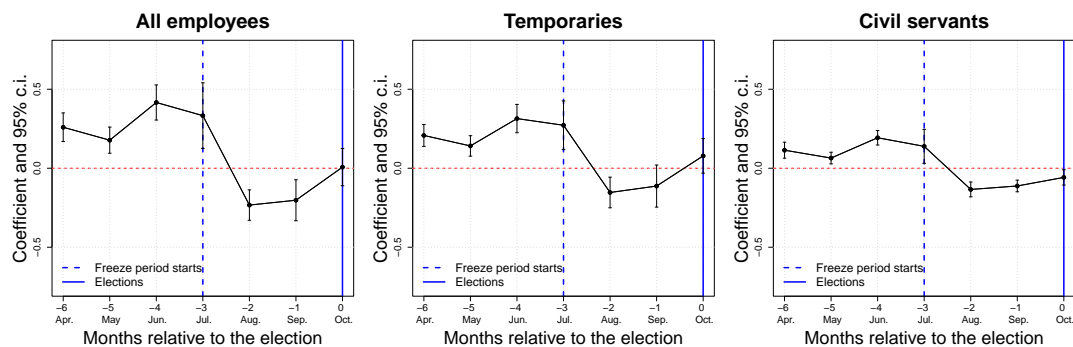 All employees
Coefficient and 95% c.i.
0.5
0.0
−0.5
Freeze period starts
Elections
−6 −5 −4 −3 −2 −1 0
Apr. May Jun. Jul. Aug. Sep. Oct.
Months relative to the election
Temporaries
Coefficient and 95% c.i.
0.5
0.0
−0.5
Freeze period starts
Elections
−6 −5 −4 −3 −2 −1 0
Apr. May Jun. Jul. Aug. Sep. Oct.
Months relative to the election
Civil servants
Coefficient and 95% c.i.
0.5
0.0
−0.5
Freeze period starts
Elections
−6 −5 −4 −3 −2 −1 0
Apr. May Jun. Jul. Aug. Sep. Oct.
Months relative to the election